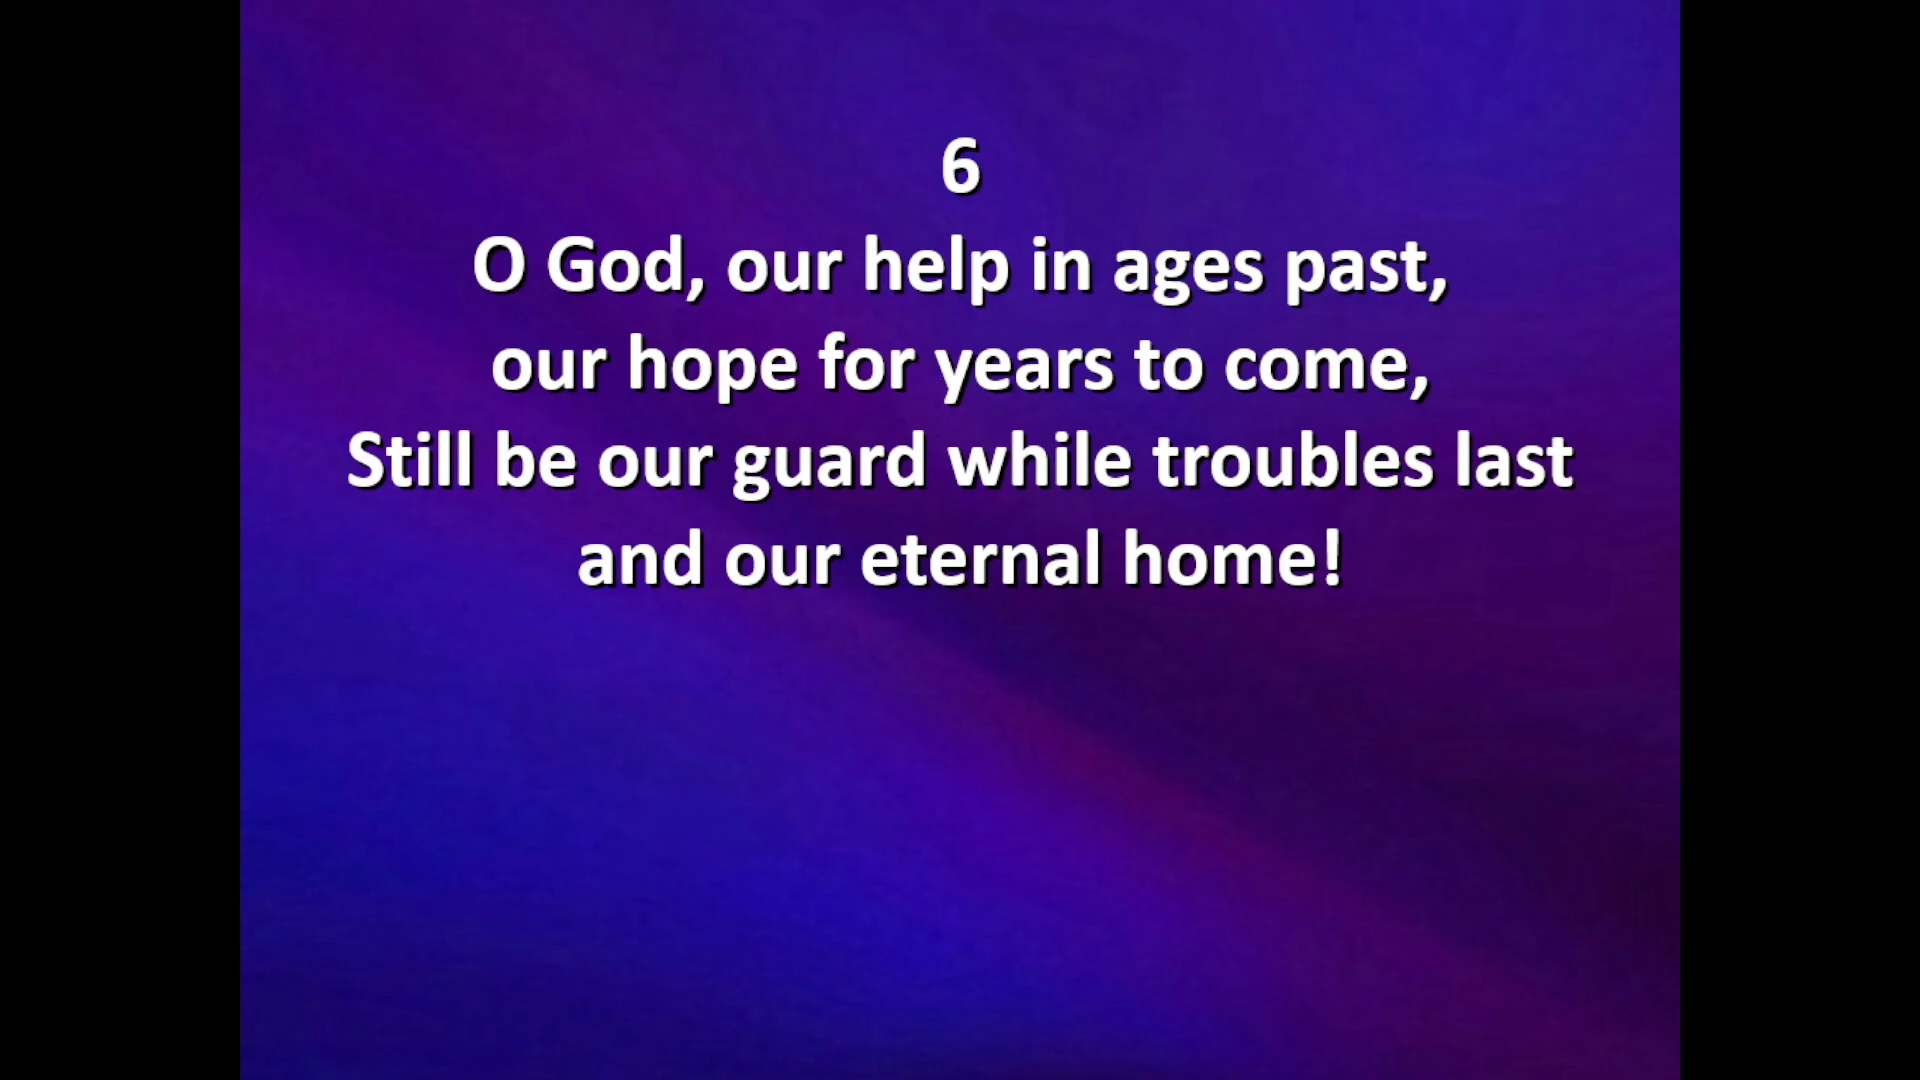 6
O God, our help in ages past,
our hope for years to come,
Still be our guard while troubles last
and our eternal home!